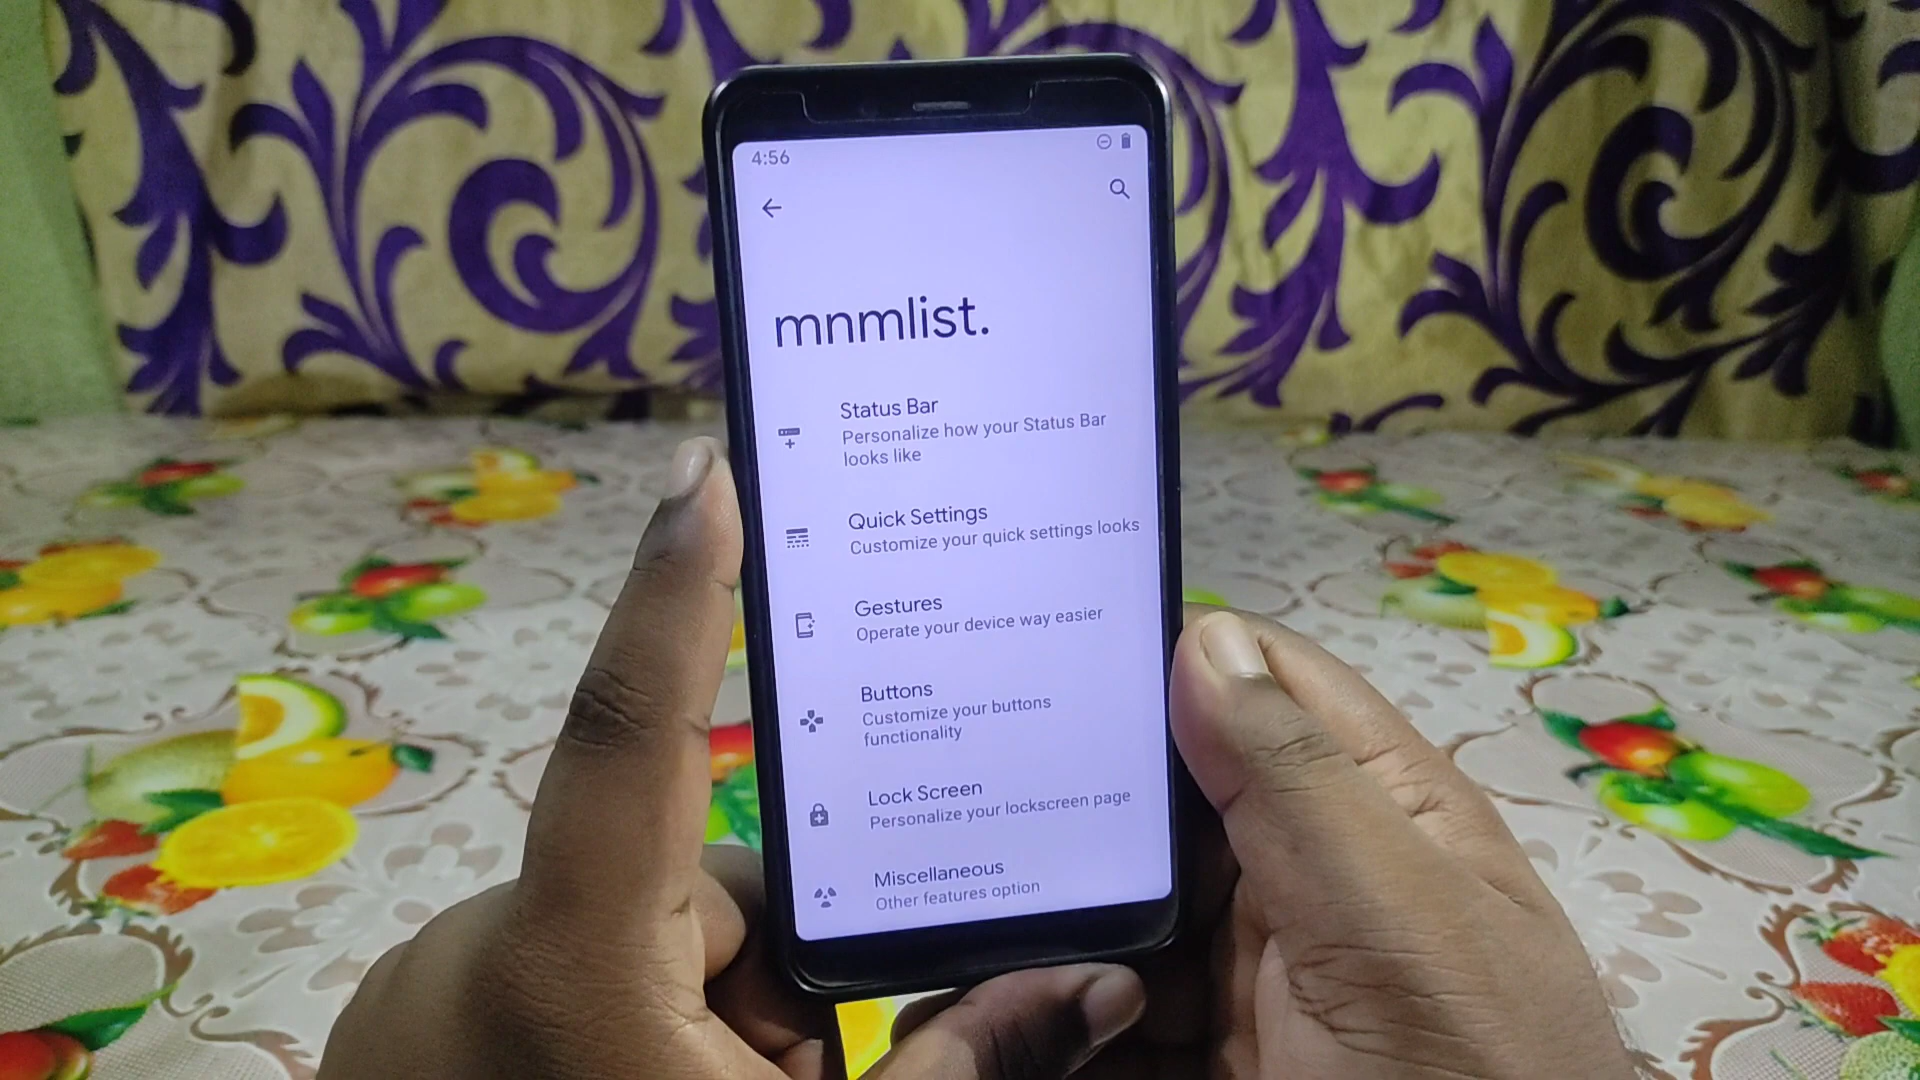 4:56
mnmlist.
Status Bar
Personalize how your Status Bar
looks like
Quick Settings
Customize your quick settings looks
Gestures
Operate your device way easier
Buttons
Customize your buttons
functionality
Lock Screen
Personalize your lockscreen page
Miscellaneous
Other features option